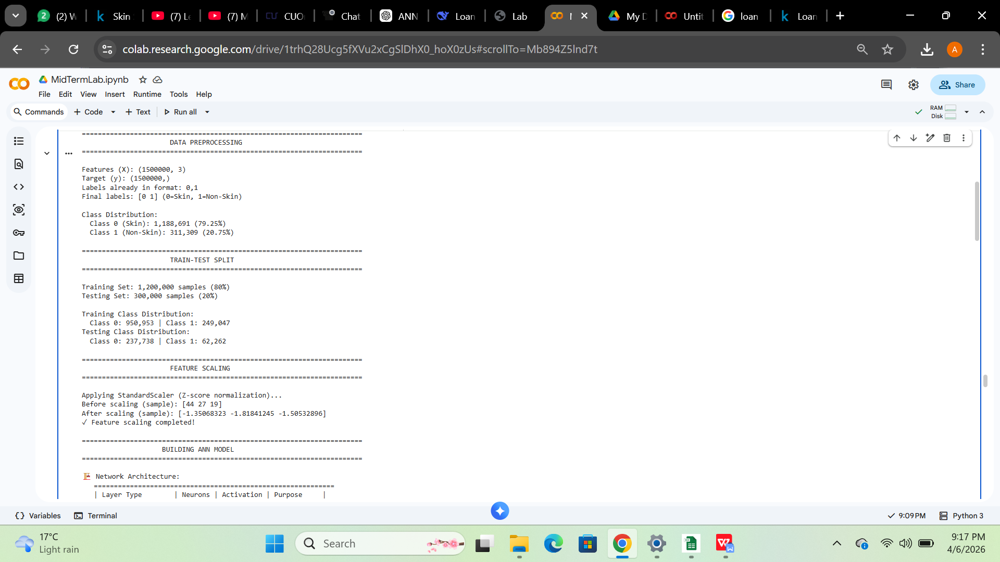 (2) W
Skin
(7) Le
(7) M
CUO
Chat
ANN
Loan
Lab
My D
Untit
loan
Loan
colab.research.google.com/drive/1trhQ28Ucg5fXVu2xCgSlDhX0_hoX0zUs#scrollTo=Mb894Z5lnd7t
A
MidTermLab.ipynb
Share
File Edit View Insert Runtime Tools Help
Commands + Code + Text Run all
RAM
Disk
======================================================================
DATA PREPROCESSING
======================================================================
Features (X): (1500000, 3)
Target (y): (1500000,)
Labels already in format: 0,1
Final labels: [0 1] (0=Skin, 1=Non-Skin)
Class Distribution:
Class 0 (Skin): 1,188,691 (79.25%)
Class 1 (Non-Skin): 311,309 (20.75%)
======================================================================
TRAIN-TEST SPLIT
======================================================================
Training Set: 1,200,000 samples (80%)
Testing Set: 300,000 samples (20%)
Training Class Distribution:
Class 0: 950,953 | Class 1: 249,047
Testing Class Distribution:
Class 0: 237,738 | Class 1: 62,262
======================================================================
FEATURE SCALING
======================================================================
Applying StandardScaler (Z-score normalization)...
Before scaling (sample): [44 27 19]
After scaling (sample): [-1.35068323 -1.81841245 -1.50532896]
✓ Feature scaling completed!
======================================================================
BUILDING ANN MODEL
======================================================================
Network Architecture:
============================================================
| Layer Type | Neurons | Activation | Purpose |
Variables Terminal
9:09 PM Python 3
17°C
Light rain
Search
9:17 PM
4/6/2026